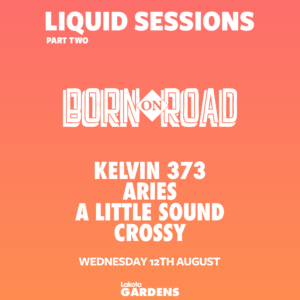 LIQUID SESSIONS
PART TWO
BORN ON ROAD
KELVIN 373
ARIES
A LITTLE SOUND
CROSSY
WEDNESDAY 12TH AUGUST
Lakota
GARDENS